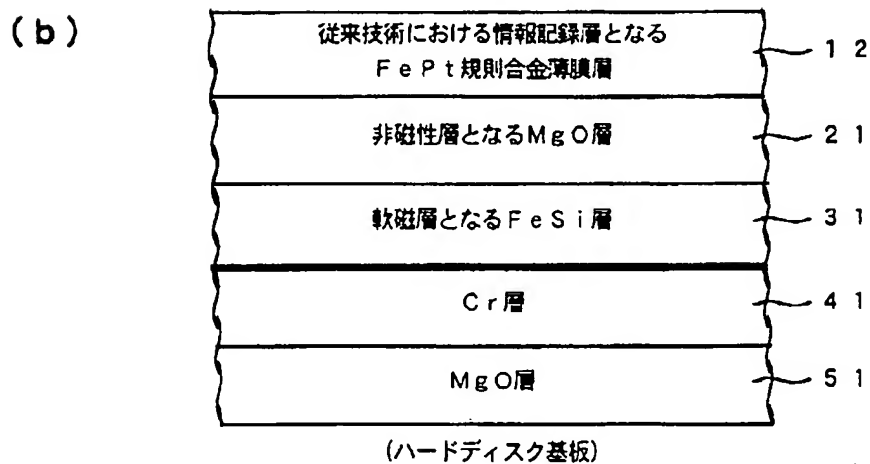 (b)
従来技術における情報記録層となる
FePt規則合金薄膜層
12
非磁性層となるMgO層
21
軟磁層となるFeSi層
31
Cr層
41
MgO層
51
(ハードディスク基板)